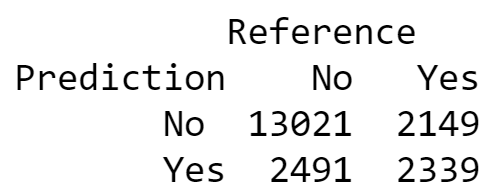 Reference
Prediction No Yes
No 13021 2149
Yes 2491 2339